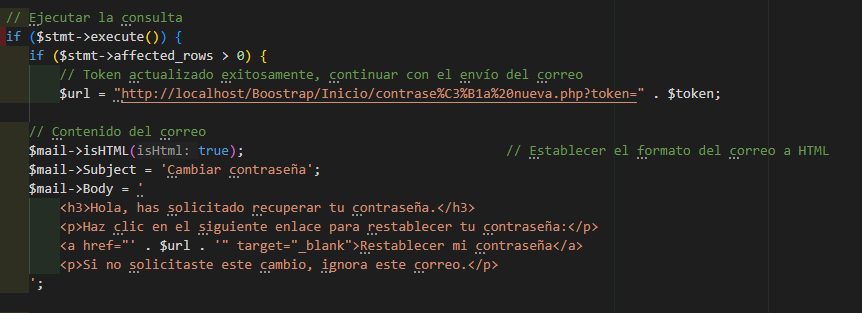 // Ejecutar la consulta
if ($stmt->execute()) {
if ($stmt->affected_rows > 0) {
// Token actualizado exitosamente, continuar con el envío del correo
$url = "http://localhost/Boostrap/Inicio/contrase%C3%B1a%20nueva.php?token=" . $token;
// Contenido del correo
$mail->isHTML(isHtml: true); // Establecer el formato del correo a HTML
$mail->Subject = 'Cambiar contraseña';
$mail->Body = '
<h3>Hola, has solicitado recuperar tu contraseña.</h3>
<p>Haz clic en el siguiente enlace para restablecer tu contraseña:</p>
<a href="' . $url . '" target="_blank">Restablecer mi contraseña</a>
<p>Si no solicitaste este cambio, ignora este correo.</p>
';